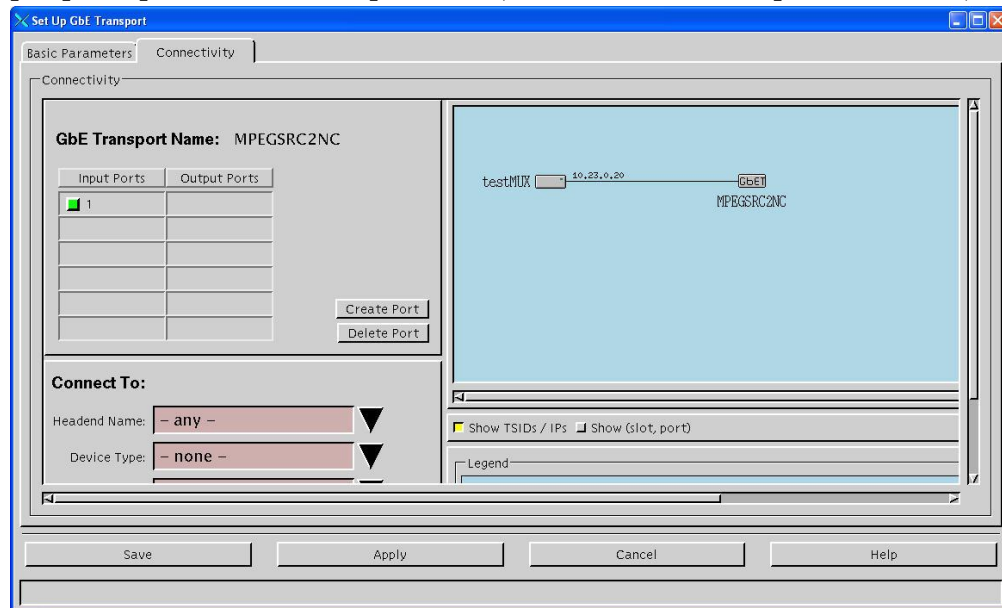 Set Up GbE Transport
Basic Parameters Connectivity
Connectivity
GbE Transport Name: MPEGSRC2NC
Input Ports Output Ports
1
Create Port
Delete Port
testMUX 10.23.0.20 GbET
MPEGSRC2NC
Connect To:
Headend Name: – any –
Device Type: – none –
Show TSIDs / IPs Show (slot, port)
Legend
Save Apply Cancel Help